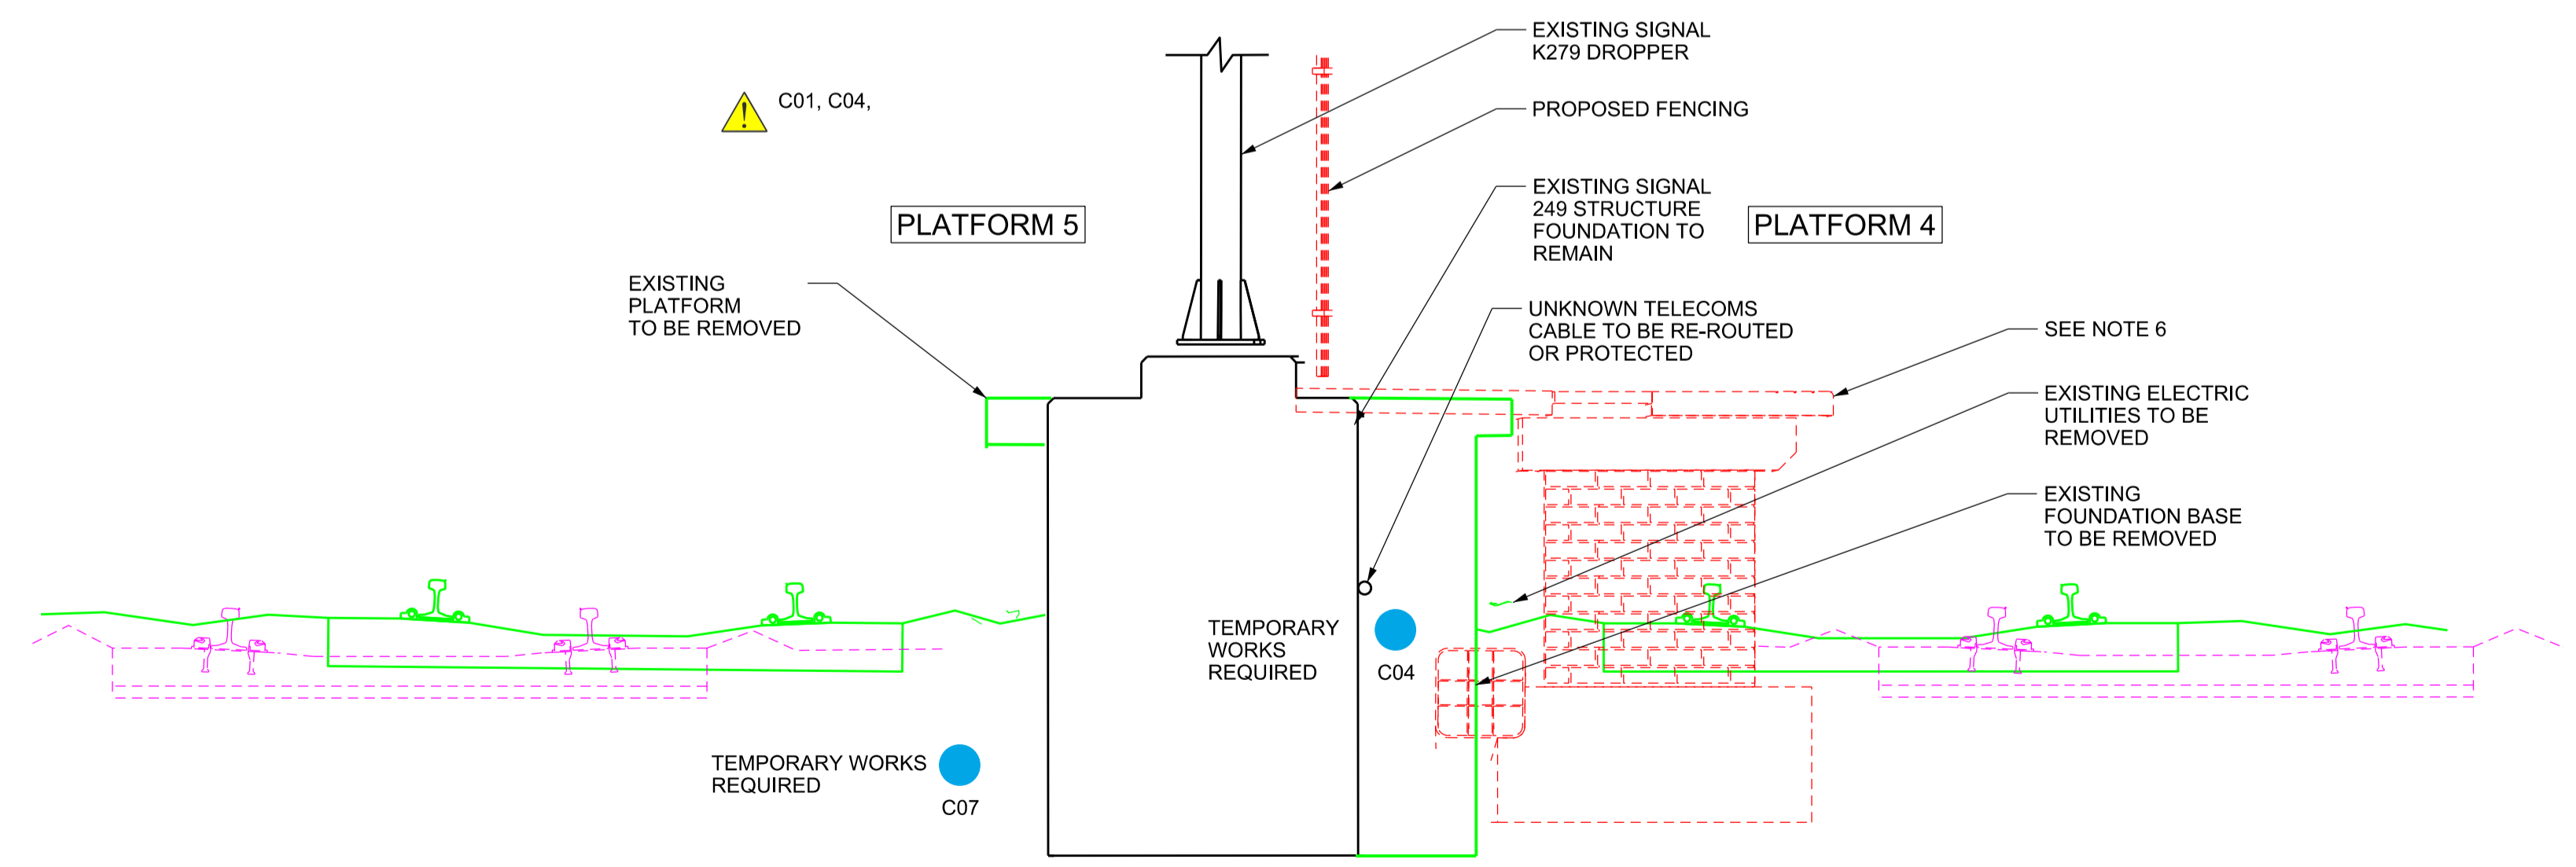 EXISTING SIGNAL
K279 DROPPER
C01, C04,
PROPOSED FENCING
EXISTING SIGNAL
249 STRUCTURE
FOUNDATION TO
REMAIN
PLATFORM 5
PLATFORM 4
EXISTING
PLATFORM
TO BE REMOVED
UNKNOWN TELECOMS
CABLE TO BE RE-ROUTED
OR PROTECTED
SEE NOTE 6
EXISTING ELECTRIC
UTILITIES TO BE
REMOVED
EXISTING
FOUNDATION BASE
TO BE REMOVED
TEMPORARY
WORKS
REQUIRED
C04
TEMPORARY WORKS
REQUIRED
C07